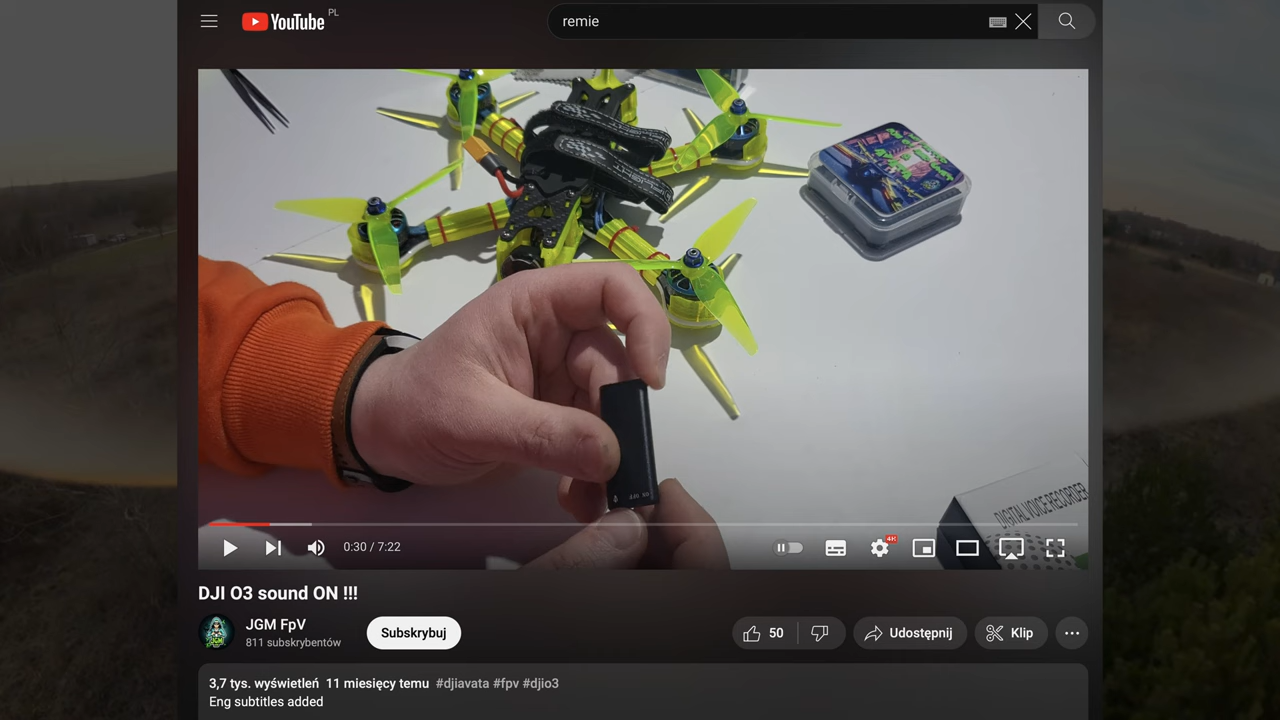 YouTube PL
remie
DIGITAL VOICE RECORDER
0:30 / 7:22
4K
DJI O3 sound ON !!!
JGM FpV
811 subskrybentów
Subskrybuj
50
Udostępnij
Klip
3,7 tys. wyświetleń 11 miesięcy temu #djiavata #fpv #djio3
Eng subtitles added